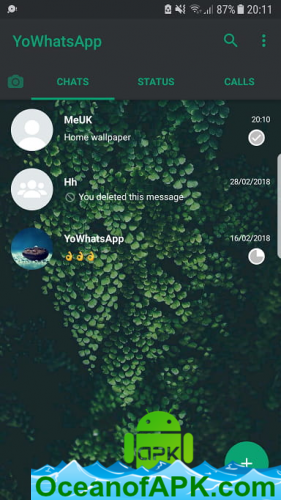 87% 20:11
YoWhatsApp
CHATS STATUS CALLS
MeUK 20:10
Home wallpaper
Hh 28/02/2018
You deleted this message
YoWhatsApp 16/02/2018
APK
OceanofAPK.com